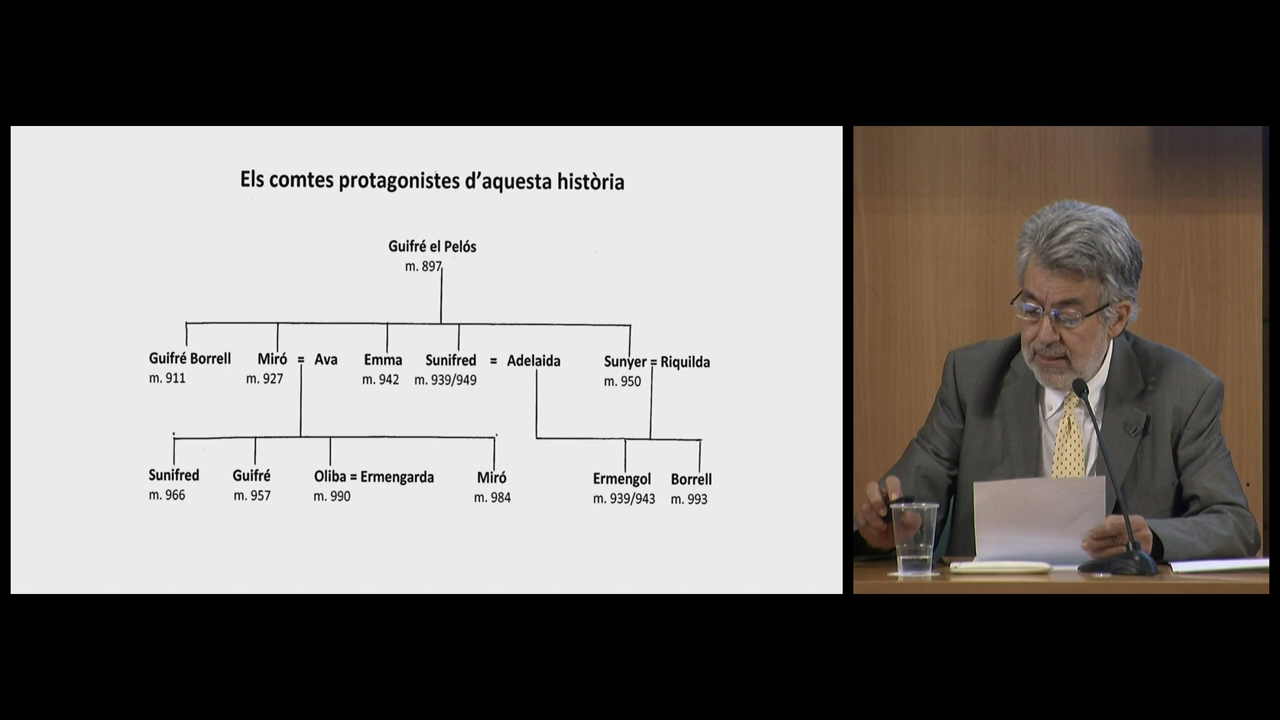 Els comtes protagonistes d'aquesta història
Guifré el Pelós
m. 897
Guifré Borrell Miró = Ava Emma Sunifred = Adelaida Sunyer = Riquilda
m. 911 m. 927 m. 942 m. 939/949 m. 950
Sunifred Guifré Oliba = Ermengarda Miró Ermengol Borrell
m. 966 m. 957 m. 990 m. 984 m. 939/943 m. 993